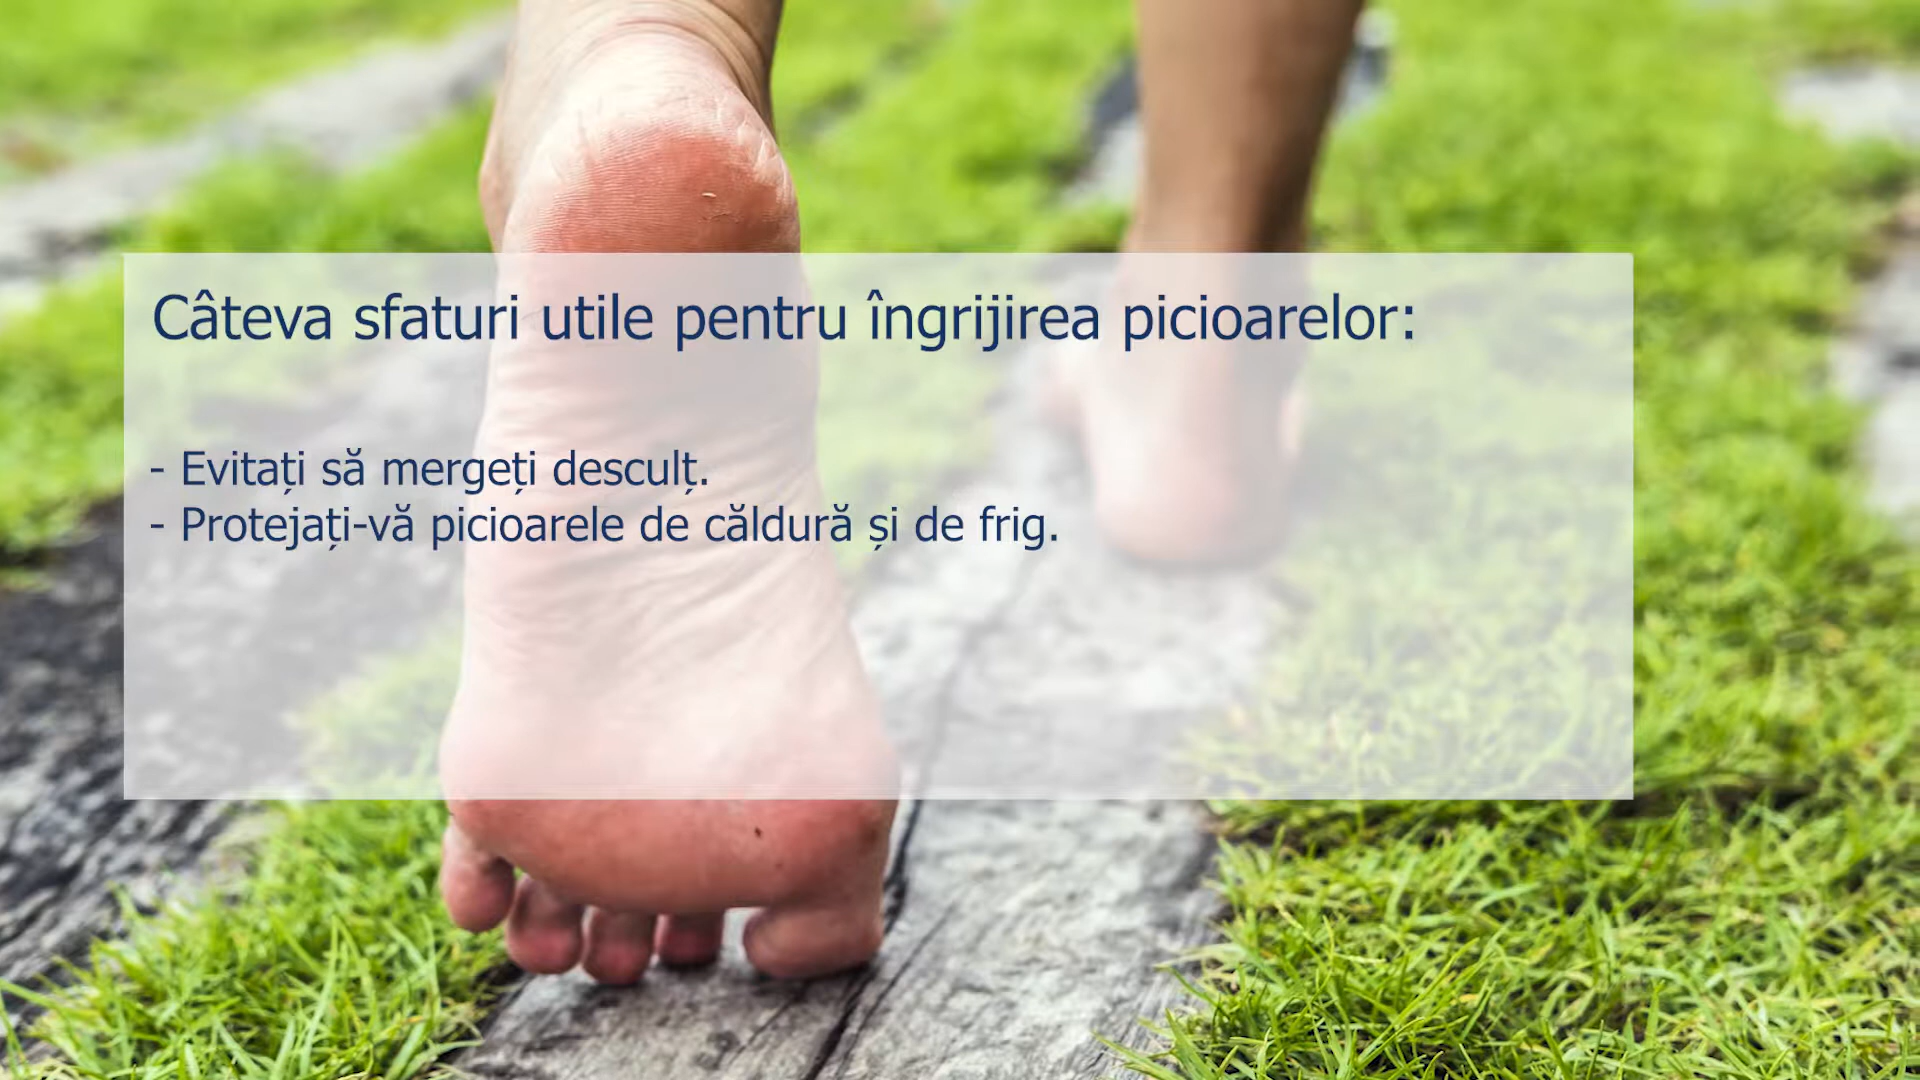 Câteva sfaturi utile pentru îngrijirea picioarelor:
- Evitați să mergeți desculț.
- Protejați-vă picioarele de căldură și de frig.